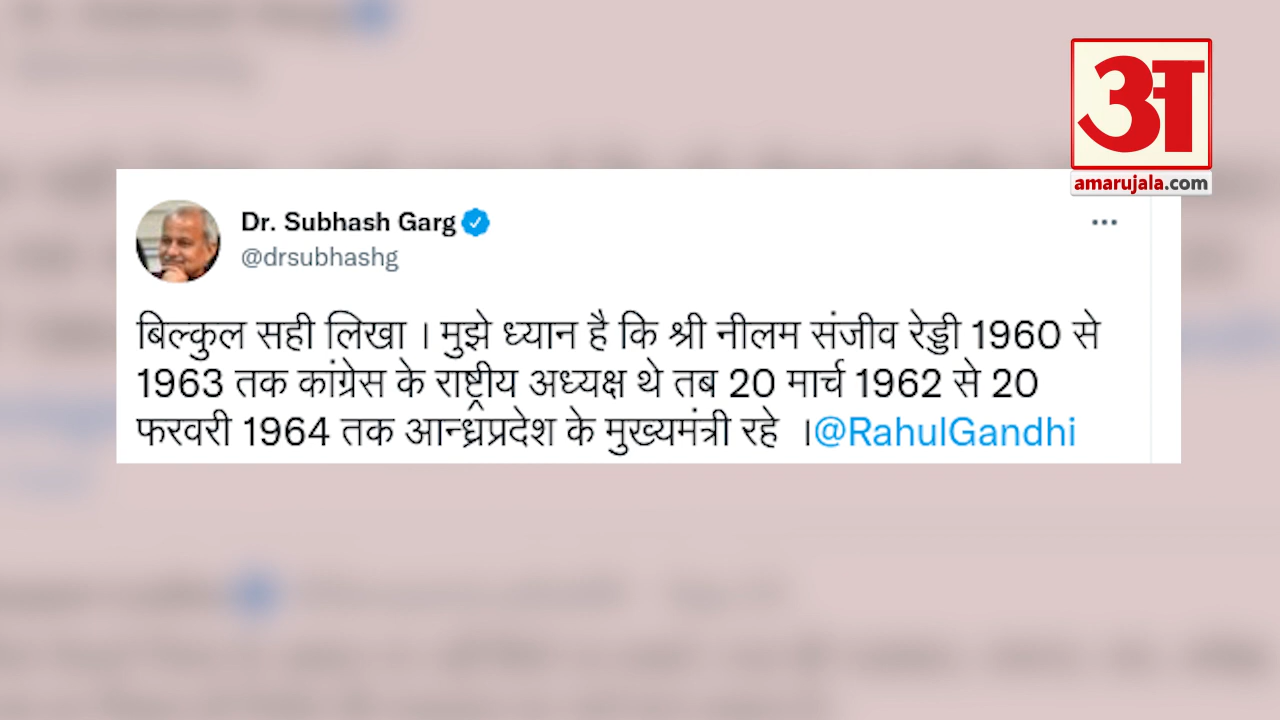 अ
amarujala.com
Dr. Subhash Garg
@drsubhashg
बिल्कुल सही लिखा । मुझे ध्यान है कि श्री नीलम संजीव रेड्डी 1960 से
1963 तक कांग्रेस के राष्ट्रीय अध्यक्ष थे तब 20 मार्च 1962 से 20
फरवरी 1964 तक आन्ध्रप्रदेश के मुख्यमंत्री रहे ।@RahulGandhi